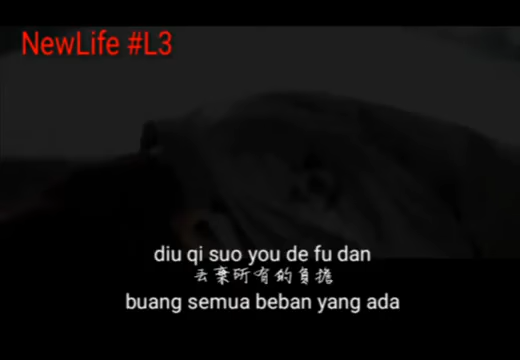 NewLife #L3
diu qi suo you de fu dan
丟棄所有的負擔
buang semua beban yang ada